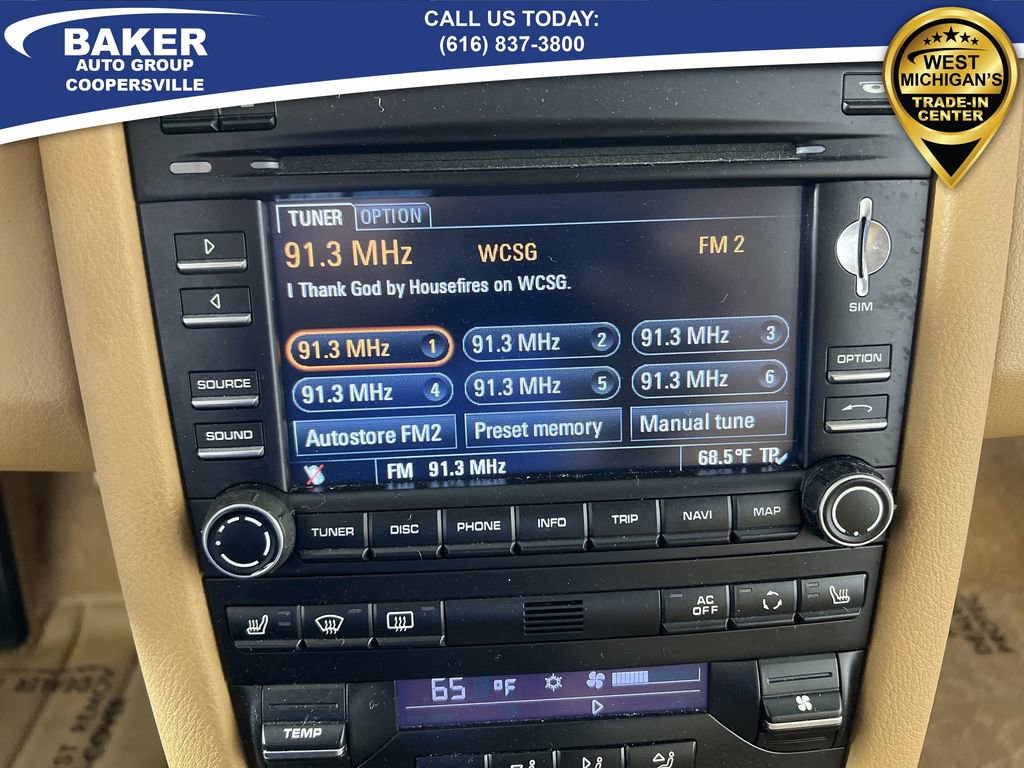 BAKER
AUTO GROUP
COOPERSVILLE
CALL US TODAY:
(616) 837-3800
WEST
MICHIGAN'S
TRADE-IN
CENTER
TUNER OPTION
91.3 MHz WCSG FM 2
I Thank God by Housefires on WCSG.
91.3 MHz 1 91.3 MHz 2 91.3 MHz 3
91.3 MHz 4 91.3 MHz 5 91.3 MHz 6
Autostore FM2 Preset memory Manual tune
FM 91.3 MHz 68.5°F TP
SOURCE
SOUND
SIM
OPTION
TUNER DISC PHONE INFO TRIP NAVI MAP
AC
OFF
65 °F
TEMP